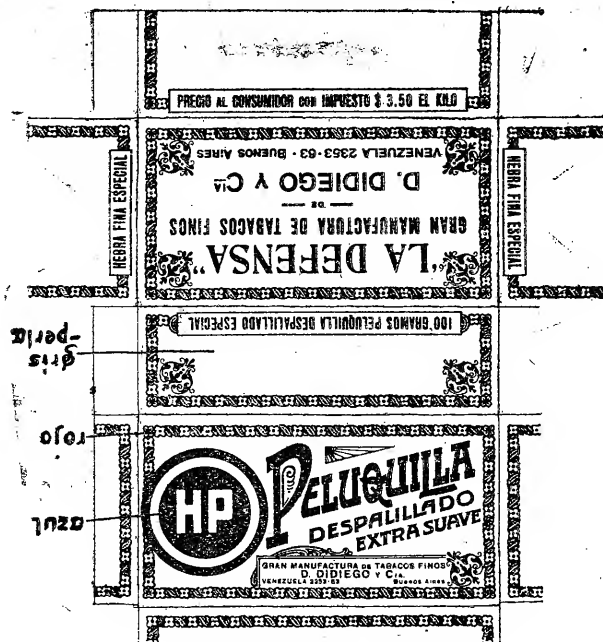 PRECIO AL CONSUMIDOR CON IMPUESTO $ 3.50 EL KILO
HEBRA FINA ESPECIAL
"LA DEFENSA"
GRAN MANUFACTURA DE TABACOS FINOS
— DE —
D. DIDIEGO Y CIA
VENEZUELA 2353-63 - BUENOS AIRES
HEBRA FINA ESPECIAL
100 GRAMOS PELUQUILLA DESPALILLADO ESPECIAL
gris
-perla
rojo
azul
HP
PELUQUILLA
DESPALILLADO
EXTRA SUAVE
GRAN MANUFACTURA DE TABACOS FINOS
D. DIDIEGO Y CIA.
VENEZUELA 2353-63 BUENOS AIRES